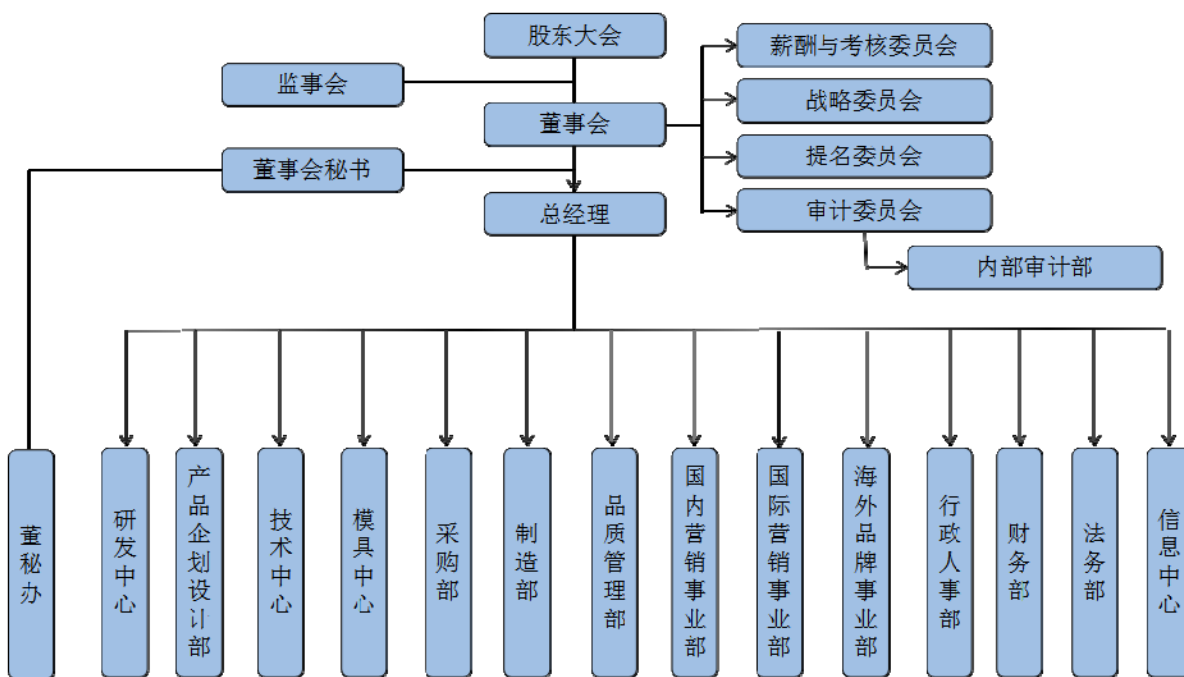 股东大会
薪酬与考核委员会
监事会
战略委员会
董事会
提名委员会
董事会秘书
审计委员会
总经理
内部审计部
董秘办
研发中心
产品企划设计部
技术中心
模具中心
采购部
制造部
品质管理部
国内营销事业部
国际营销事业部
海外品牌事业部
行政人事部
财务部
法务部
信息中心